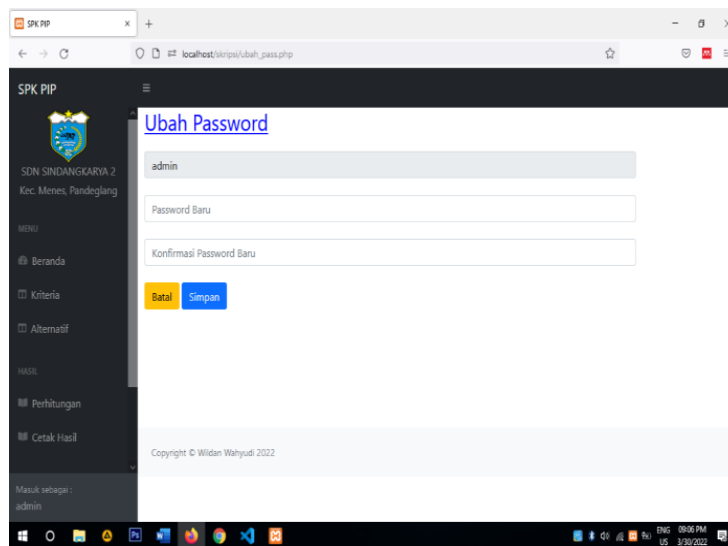 SPK PIP
localhost/skripsi/ubah_pass.php
SPK PIP
SDN SINDANGKARYA 2
Kec. Menes, Pandeglang
MENU
Beranda
Kriteria
Alternatif
HASIL
Perhitungan
Cetak Hasil
Masuk sebagai :
admin
Ubah Password
admin
Password Baru
Konfirmasi Password Baru
Batal Simpan
Copyright © Wildan Wahyudi 2022
Ps
ENG 09:06 PM
US 3/30/2022